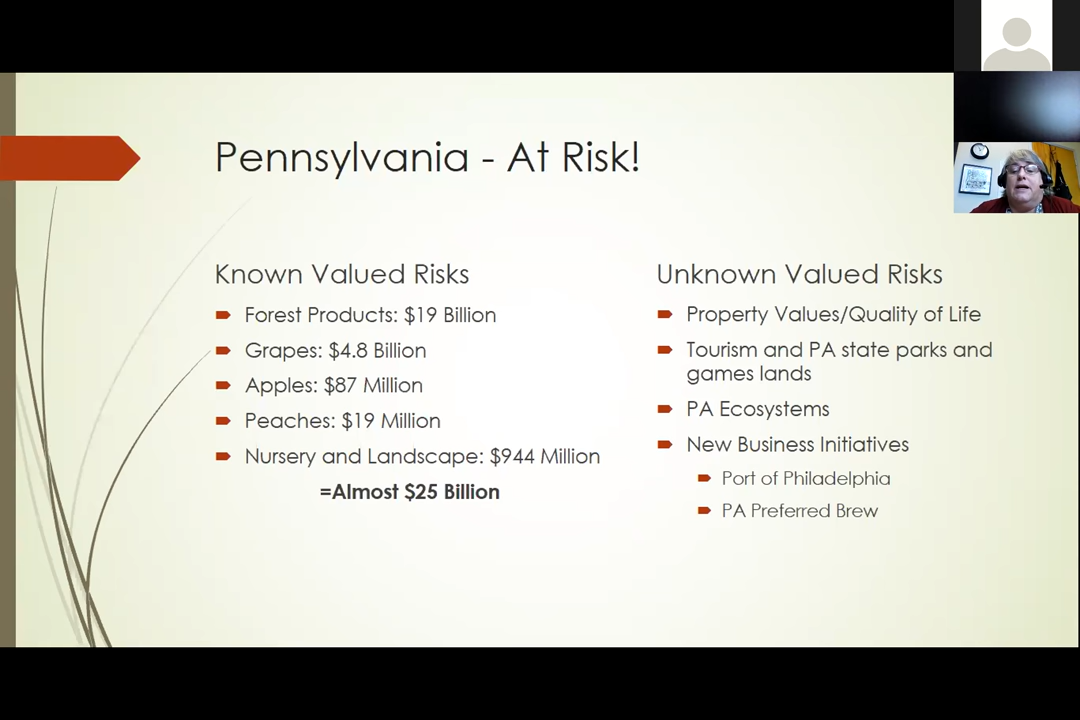 Pennsylvania - At Risk!
Known Valued Risks
Forest Products: $19 Billion
Grapes: $4.8 Billion
Apples: $87 Million
Peaches: $19 Million
Nursery and Landscape: $944 Million
=Almost $25 Billion
Unknown Valued Risks
Property Values/Quality of Life
Tourism and PA state parks and
games lands
PA Ecosystems
New Business Initiatives
Port of Philadelphia
PA Preferred Brew